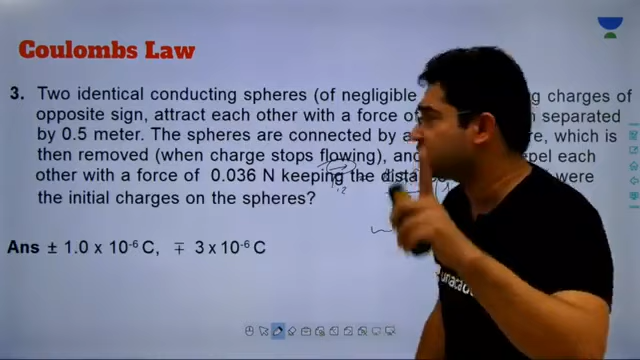 Coulombs Law
3. Two identical conducting spheres (of negligible g charges of
opposite sign, attract each other with a force o separated
by 0.5 meter. The spheres are connected by a re, which is
then removed (when charge stops flowing), and epel each
other with a force of 0.036 N keeping the dista were
the initial charges on the spheres?
Ans ± 1.0 x 10⁻⁶ C, ∓ 3 x 10⁻⁶ C